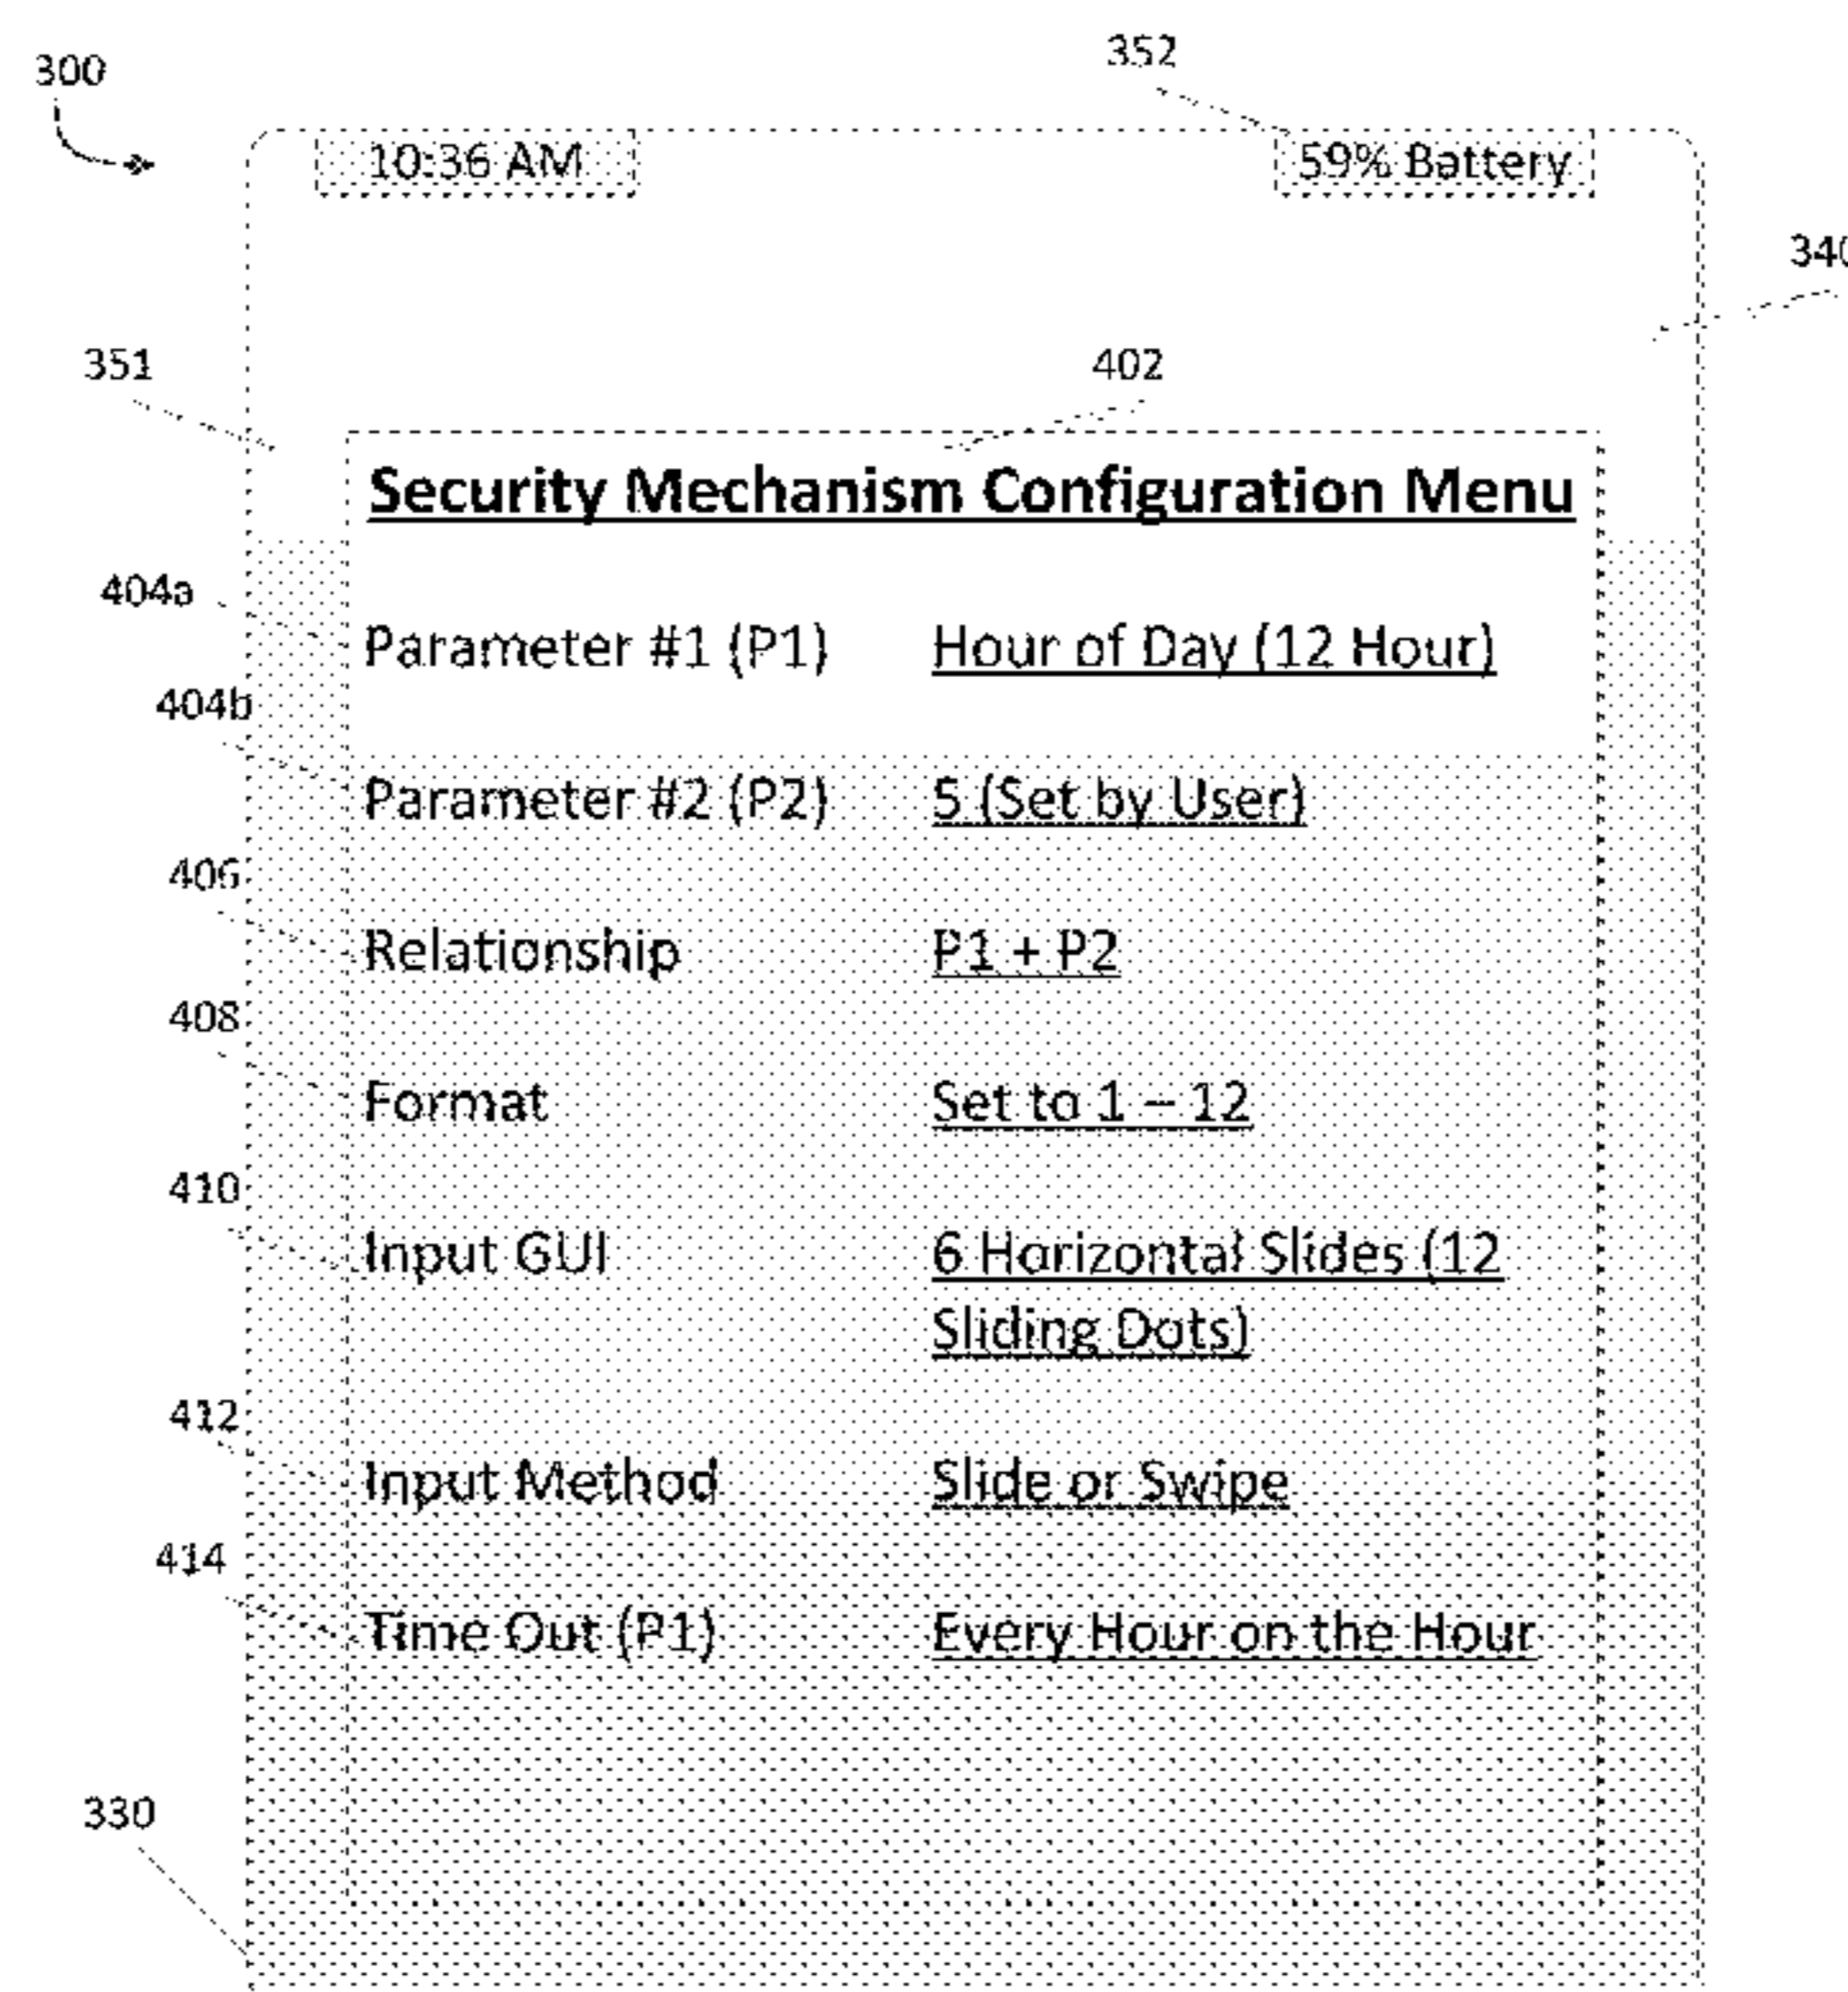 300
352
10:36 AM 59% Battery
340
351
402
Security Mechanism Configuration Menu
404a
Parameter #1 (P1) Hour of Day (12 Hour)
404b
Parameter #2 (P2) 5 (Set by User)
406
Relationship P1 + P2
408
Format Set to 1 – 12
410
Input GUI 6 Horizontal Slides (12
Sliding Dots)
412
Input Method Slide or Swipe
414
Time Out (P1) Every Hour on the Hour
330